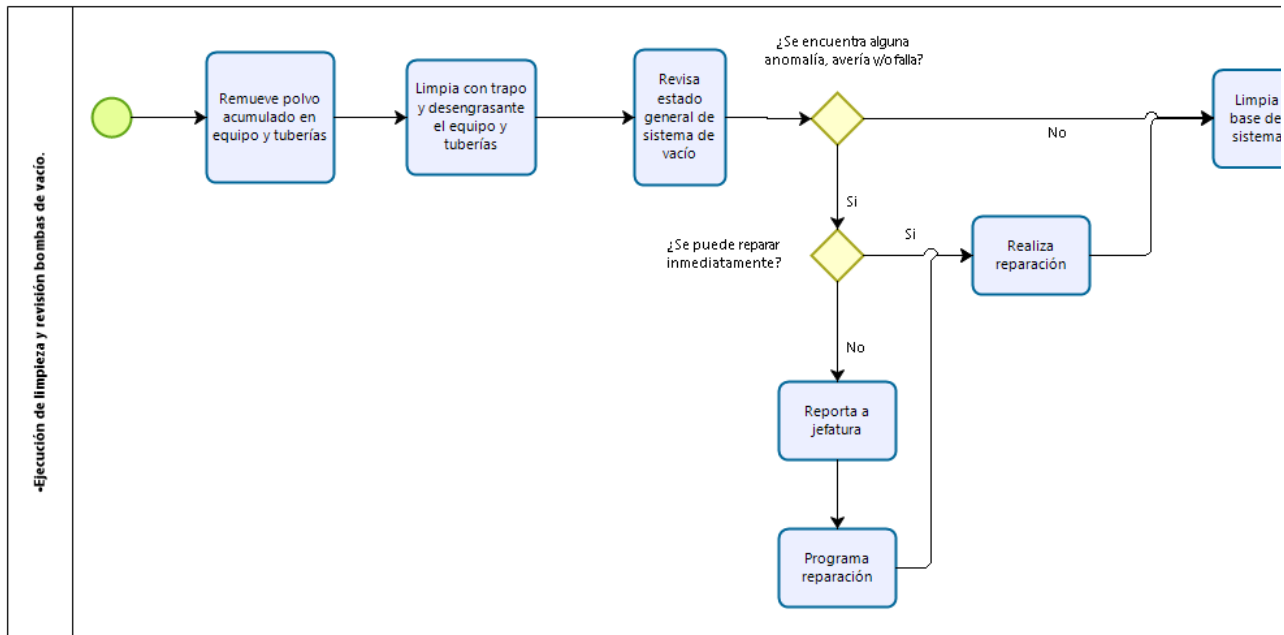 •Ejecución de limpieza y revisión bombas de vacío.
Remueve polvo
acumulado en
equipo y tuberías
Limpia con trapo
y desengrasante
el equipo y
tuberías
Revisa
estado
general de
sistema de
vacío
¿Se encuentra alguna
anomalía, avería y/o falla?
No
Limpia
base de
sistema
Si
¿Se puede reparar
inmediatamente?
Si
Realiza
reparación
No
Reporta a
jefatura
Programa
reparación